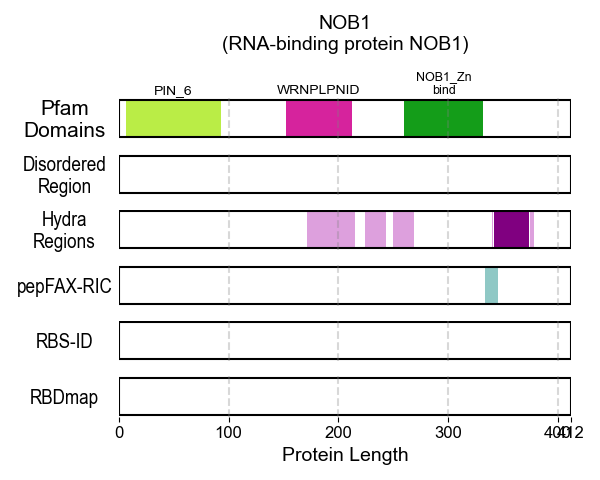 NOB1
(RNA-binding protein NOB1)
PIN_6
WRNPLPNID
NOB1_Zn
bind
Pfam
Domains
Disordered
Region
Hydra
Regions
pepFAX-RIC
RBS-ID
RBDmap
0 100 200 300 400 412
Protein Length